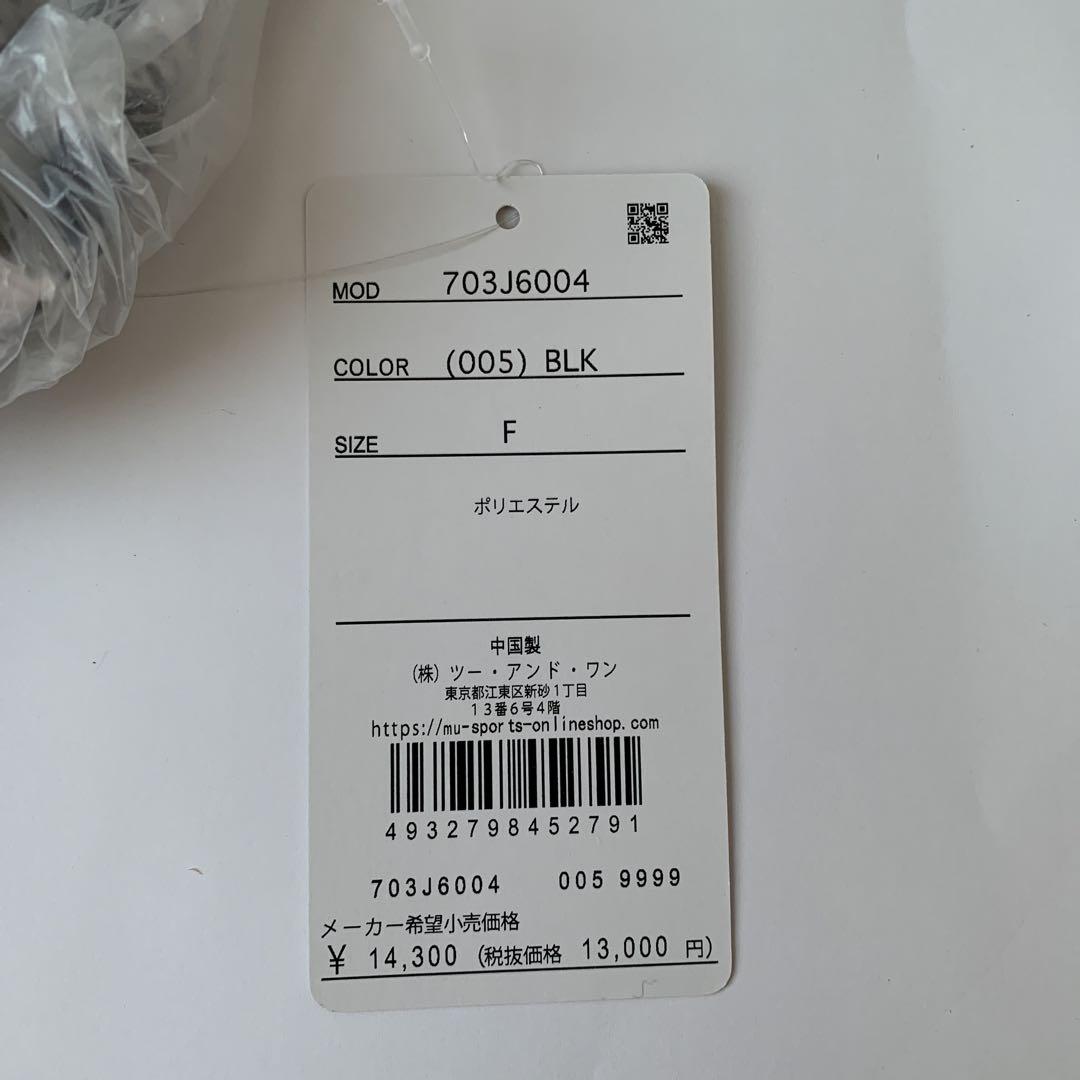 MOD 703J6004
COLOR (005) BLK
SIZE F
ポリエステル
中国製
(株) ツー・アンド・ワン
東京都江東区新砂1丁目
13番6号4階
https://mu-sports-onlineshop.com
4932798452791
703J6004 005 9999
メーカー希望小売価格
¥ 14,300 (税抜価格 13,000 円)